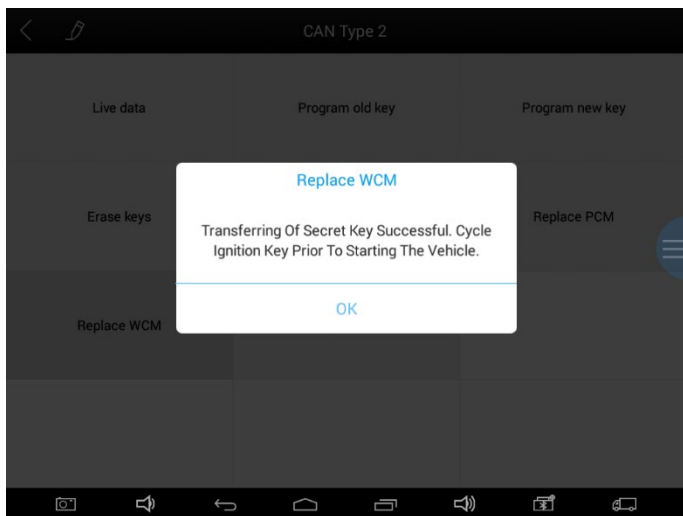 CAN Type 2
Live data
Program old key
Program new key
Replace WCM
Transferring Of Secret Key Successful. Cycle
Ignition Key Prior To Starting The Vehicle.
OK
Erase keys
Replace PCM
Replace WCM